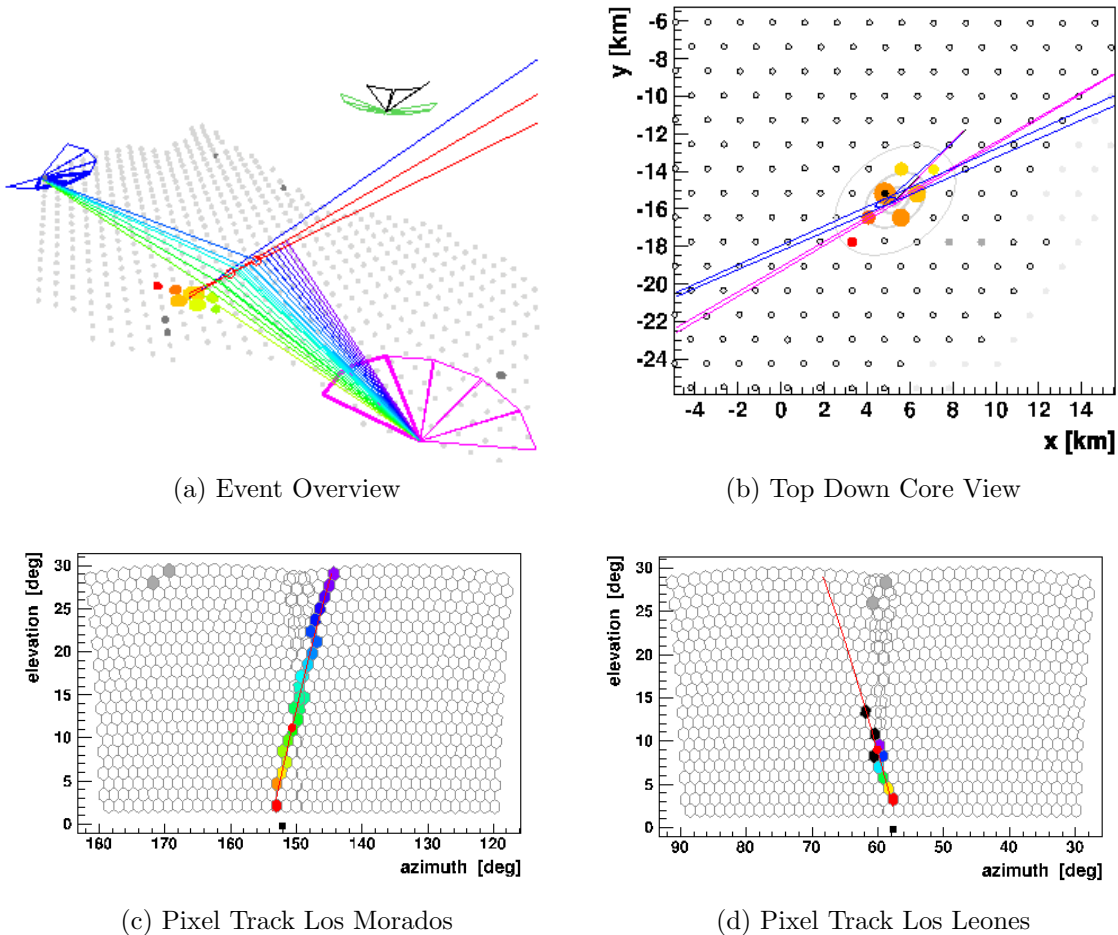 y [km]
-6
-8
-10
-12
-14
-16
-18
-20
-22
-24
-4 -2 0 2 4 6 8 10 12 14
x [km]
(a) Event Overview
(b) Top Down Core View
elevation [deg]
30
25
20
15
10
5
0
180 170 160 150 140 130 120
azimuth [deg]
elevation [deg]
30
25
20
15
10
5
0
90 80 70 60 50 40 30
azimuth [deg]
(c) Pixel Track Los Morados
(d) Pixel Track Los Leones